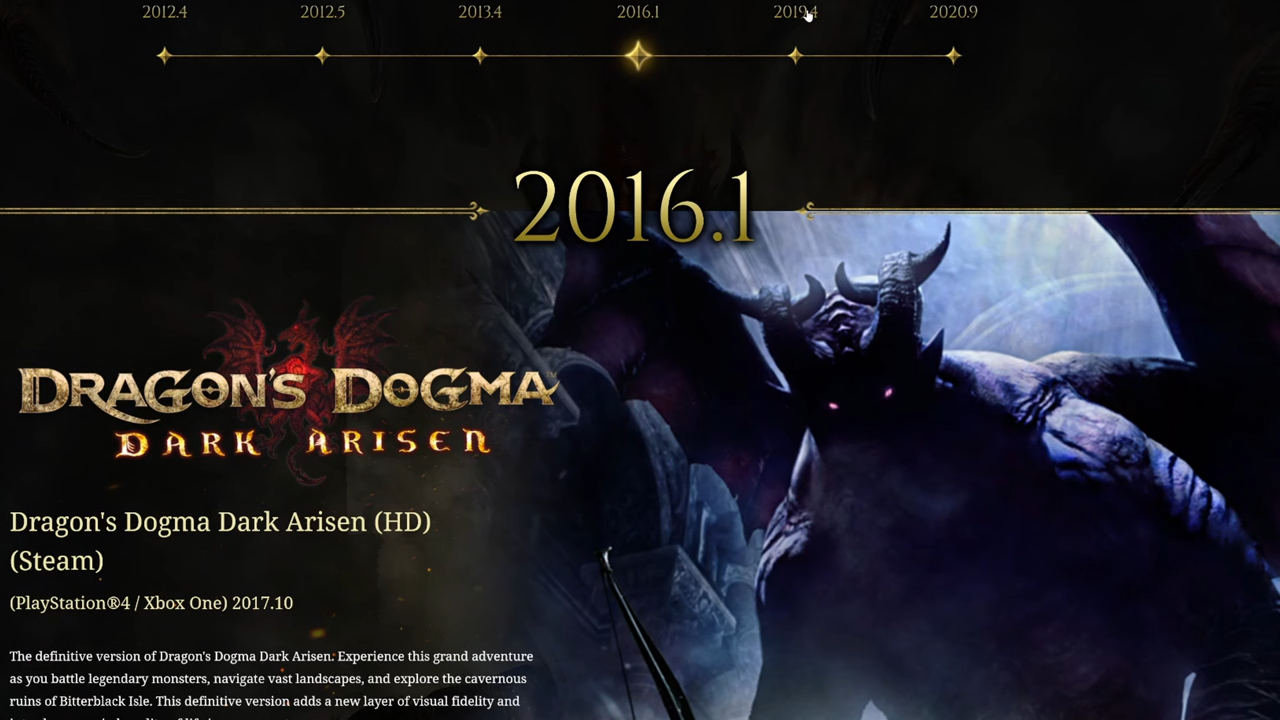 2012.4 2012.5 2013.4 2016.1 2019.4 2020.9
2016.1
DRAGON'S DOGMA™
DARK ARISEN
Dragon's Dogma Dark Arisen (HD)
(Steam)
(PlayStation®4 / Xbox One) 2017.10
The definitive version of Dragon's Dogma Dark Arisen. Experience this grand adventure
as you battle legendary monsters, navigate vast landscapes, and explore the cavernous
ruins of Bitterblack Isle. This definitive version adds a new layer of visual fidelity and